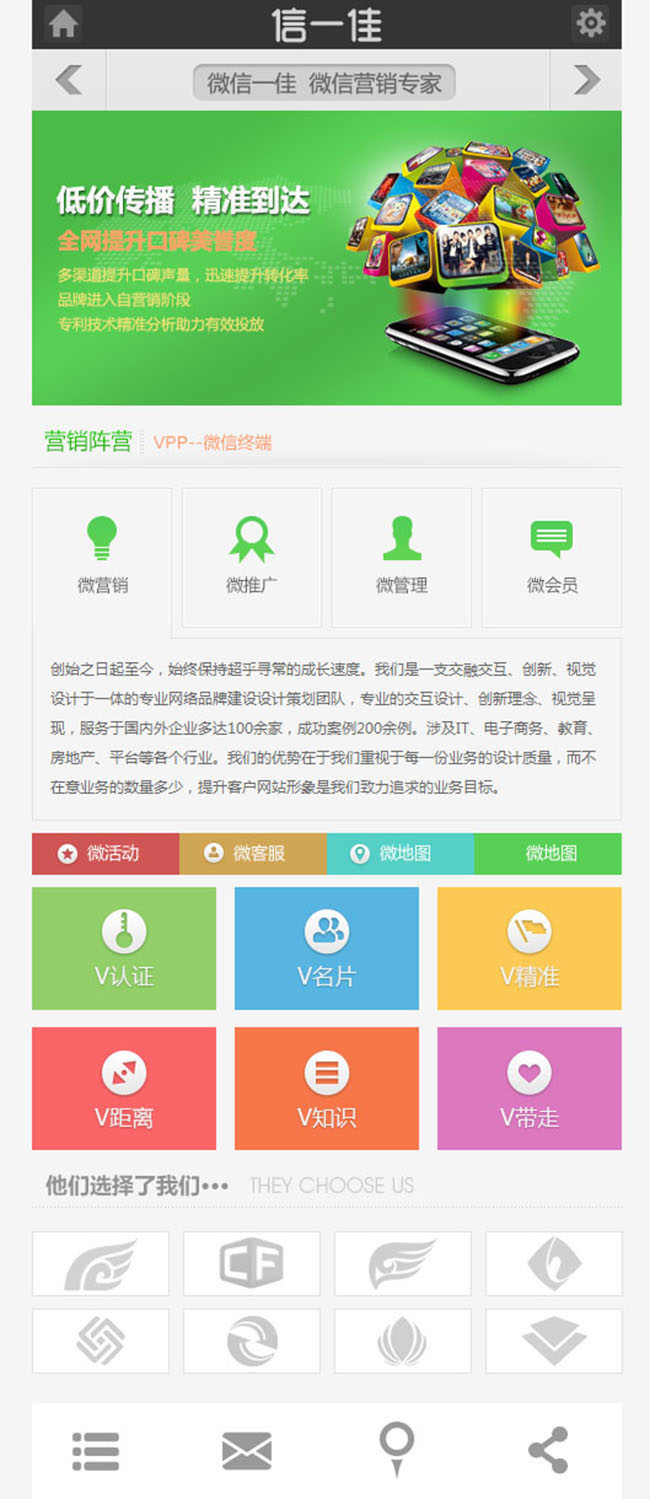 信一佳
微信一佳 微信营销专家
低价传播 精准到达
全网提升口碑美誉度
多渠道提升口碑声量，迅速提升转化率
品牌进入自营销阶段
专利技术精准分析助力有效投放
营销阵营 VPP--微信终端
微营销 微推广 微管理 微会员
创始之日起至今，始终保持超乎寻常的成长速度。我们是一支交融交互、创新、视觉
设计于一体的专业网络品牌建设设计策划团队，专业的交互设计、创新理念、视觉呈
现，服务于国内外企业多达100余家，成功案例200余例。涉及IT、电子商务、教育、
房地产、平台等各个行业。我们的优势在于我们重视于每一份业务的设计质量，而不
在意业务的数量多少，提升客户网站形象是我们致力追求的业务目标。
微活动 微客服 微地图 微地图
V认证 V名片 V精准
V距离 V知识 V带走
他们选择了我们••• THEY CHOOSE US
CF